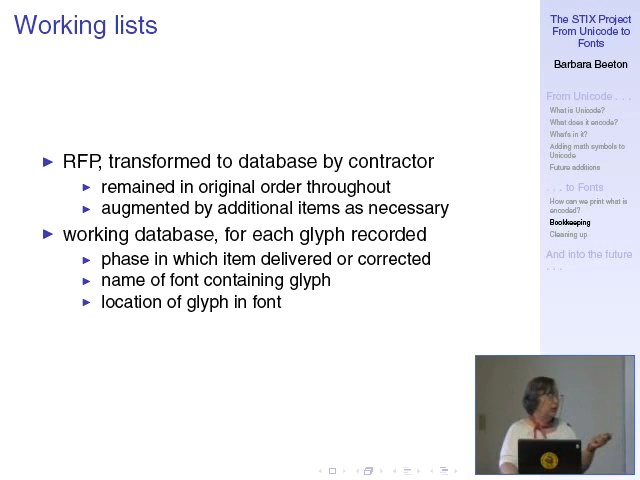 Working lists
RFP, transformed to database by contractor
remained in original order throughout
augmented by additional items as necessary
working database, for each glyph recorded
phase in which item delivered or corrected
name of font containing glyph
location of glyph in font
The STIX Project
From Unicode to
Fonts
Barbara Beeton
From Unicode . . .
What is Unicode?
What does it encode?
What's in it?
Adding math symbols to
Unicode
Future additions
. . . to Fonts
How can we print what is
encoded?
Bookkeeping
Cleaning up
And into the future
. . .